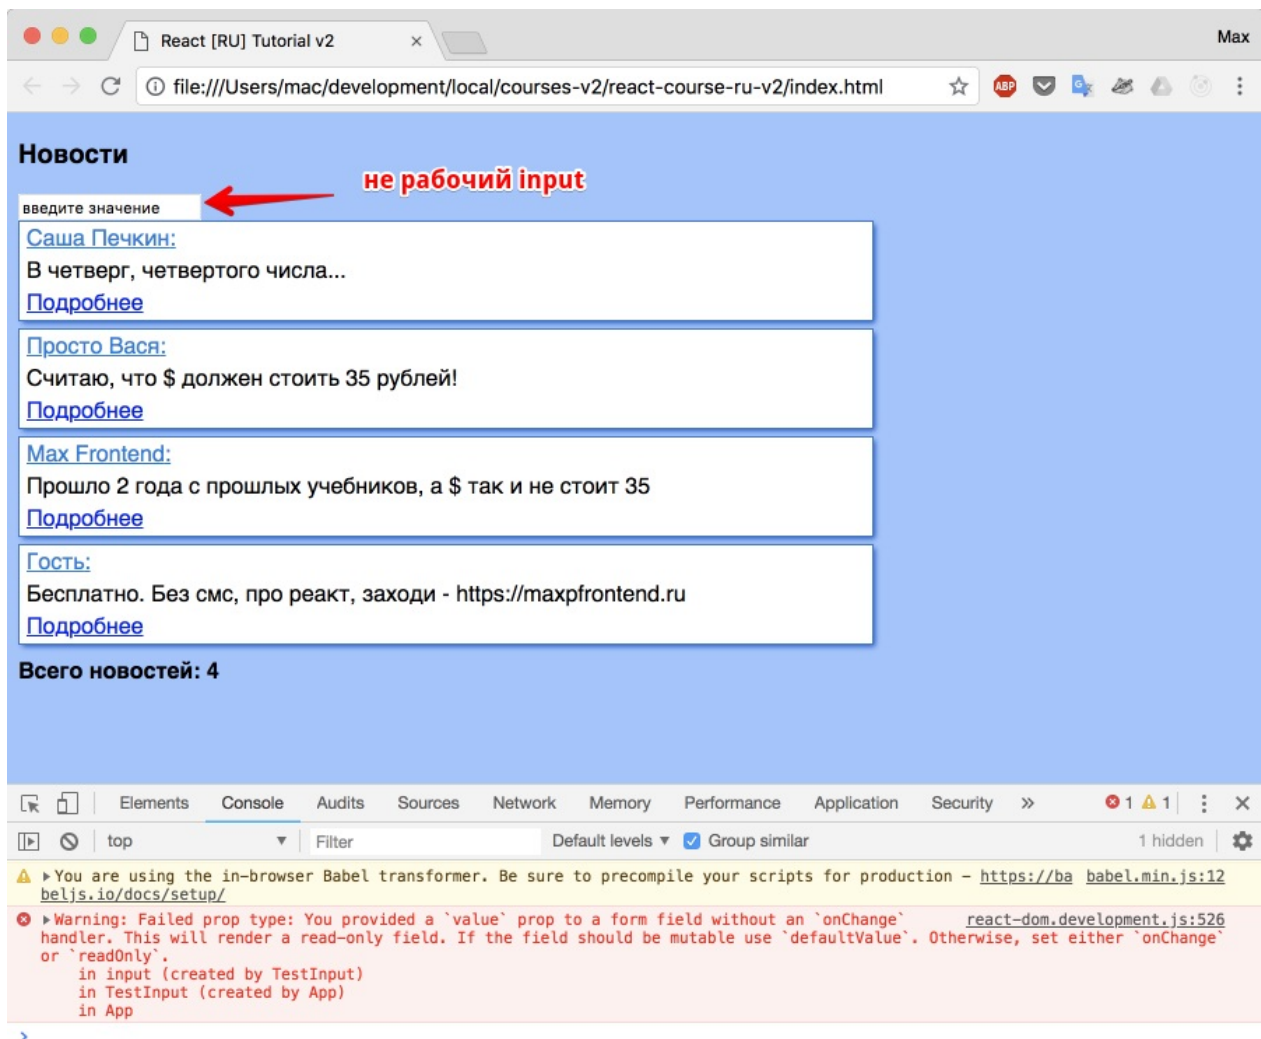 React [RU] Tutorial v2
Max
file:///Users/mac/development/local/courses-v2/react-course-ru-v2/index.html
ABP
Новости
не рабочий input
введите значение
Саша Печкин:
В четверг, четвертого числа...
Подробнее
Просто Вася:
Считаю, что $ должен стоить 35 рублей!
Подробнее
Max Frontend:
Прошло 2 года с прошлых учебников, а $ так и не стоит 35
Подробнее
Гость:
Бесплатно. Без смс, про реакт, заходи - https://maxpfrontend.ru
Подробнее
Всего новостей: 4
Elements Console Audits Sources Network Memory Performance Application Security » 1 1
top Filter Default levels Group similar 1 hidden
You are using the in-browser Babel transformer. Be sure to precompile your scripts for production – https://ba babel.min.js:12
beljs.io/docs/setup/
Warning: Failed prop type: You provided a `value` prop to a form field without an `onChange` react-dom.development.js:526
handler. This will render a read-only field. If the field should be mutable use `defaultValue`. Otherwise, set either `onChange`
or `readOnly`.
in input (created by TestInput)
in TestInput (created by App)
in App